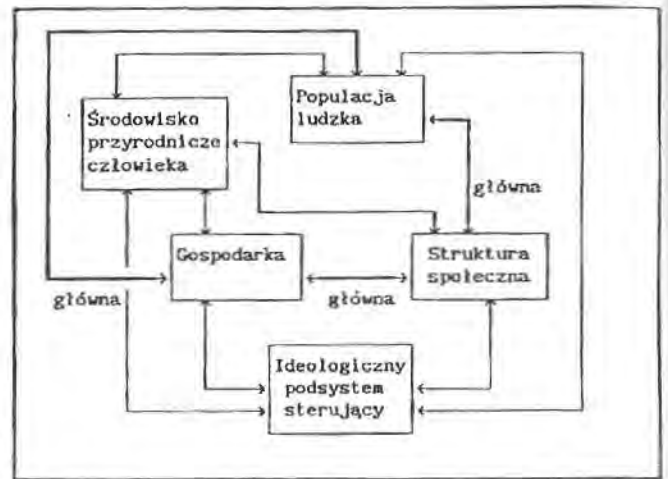 Populacja
ludzka
Środowisko
przyrodnicze
człowieka
główna
Gospodarka
Struktura
społeczna
główna
główna
Ideologiczny
podsystem
sterujący